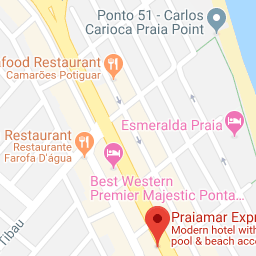 Ponto 51 - Carlos
Carioca Praia Point
afood Restaurant
Camarões Potiguar
Esmeralda Praia
Restaurant
Restaurante
Farofa D'água
Best Western
Premier Majestic Ponta...
Praiamar Expr
Modern hotel with
pool & beach acce
Tibau